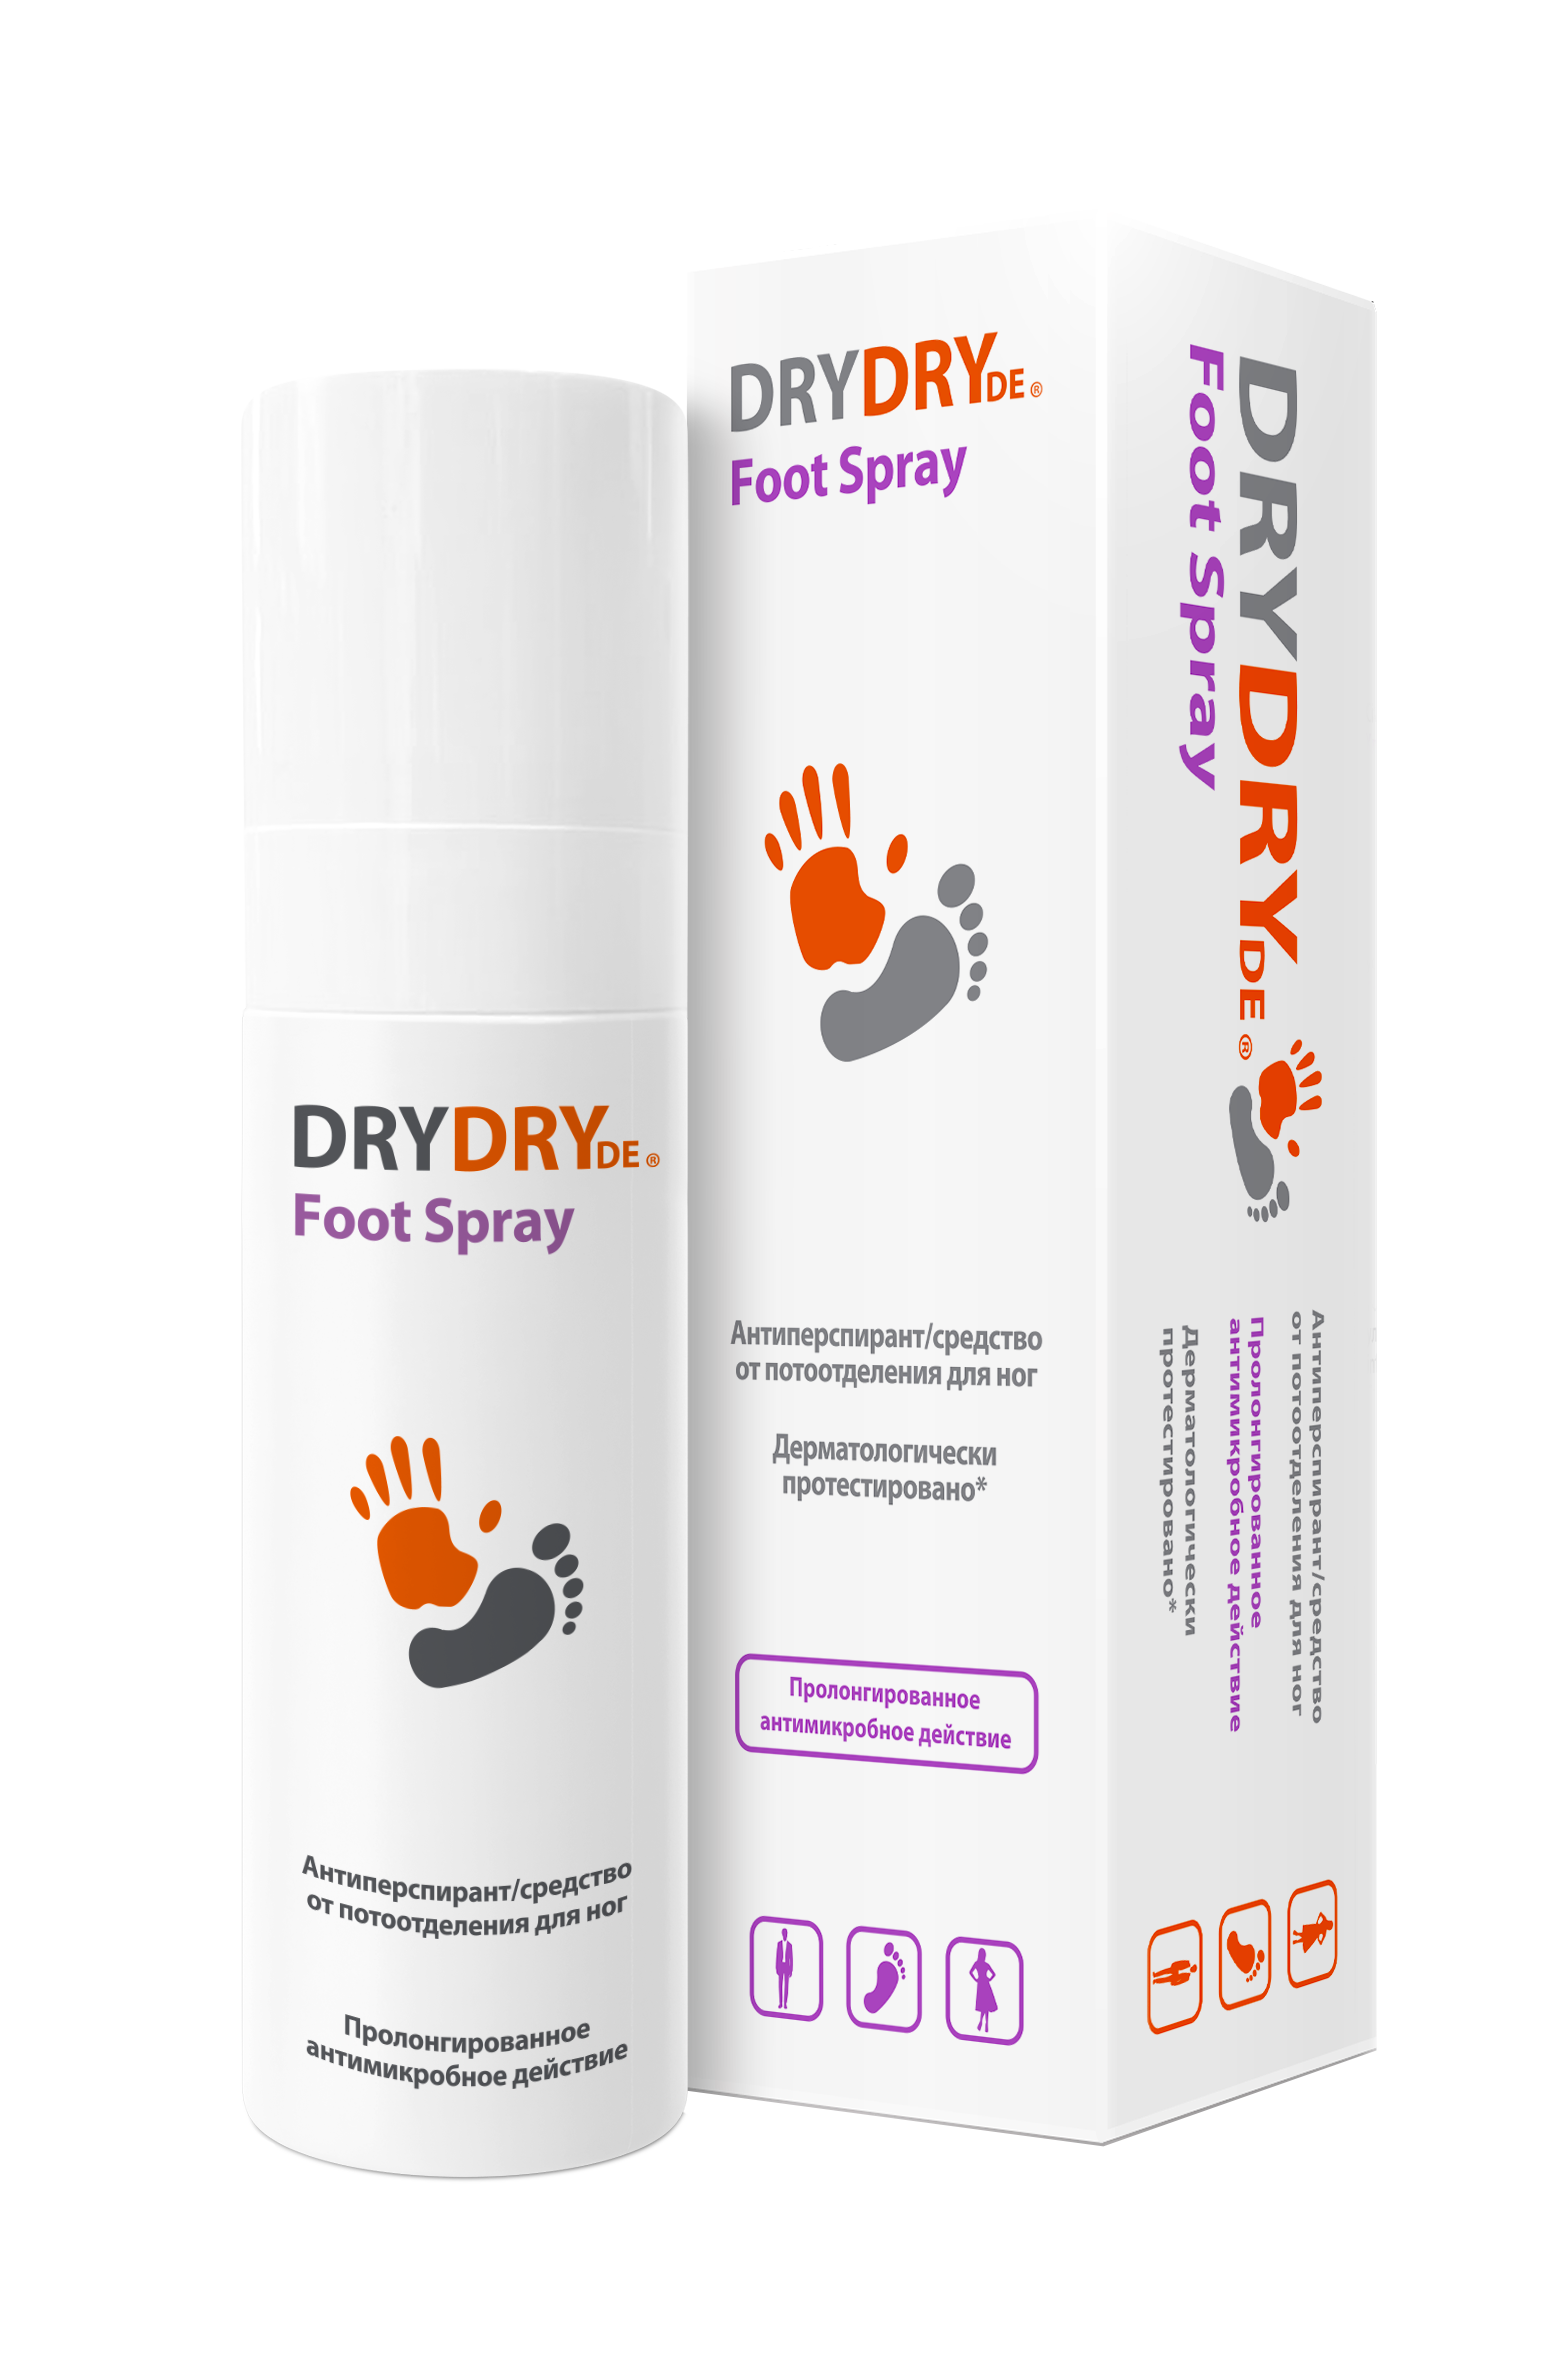 DRYDRYDE®
Foot Spray
Антиперспирант/средство
от потоотделения для ног
Пролонгированное
антимикробное действие
DRYDRYDE®
Foot Spray
Антиперспирант/средство
от потоотделения для ног
Дерматологически
протестировано*
Пролонгированное
антимикробное действие
DRYDRYDE®
Foot Spray
Антиперспирант/средство
от потоотделения для ног
Пролонгированное
антимикробное действие
Дерматологически
протестировано*